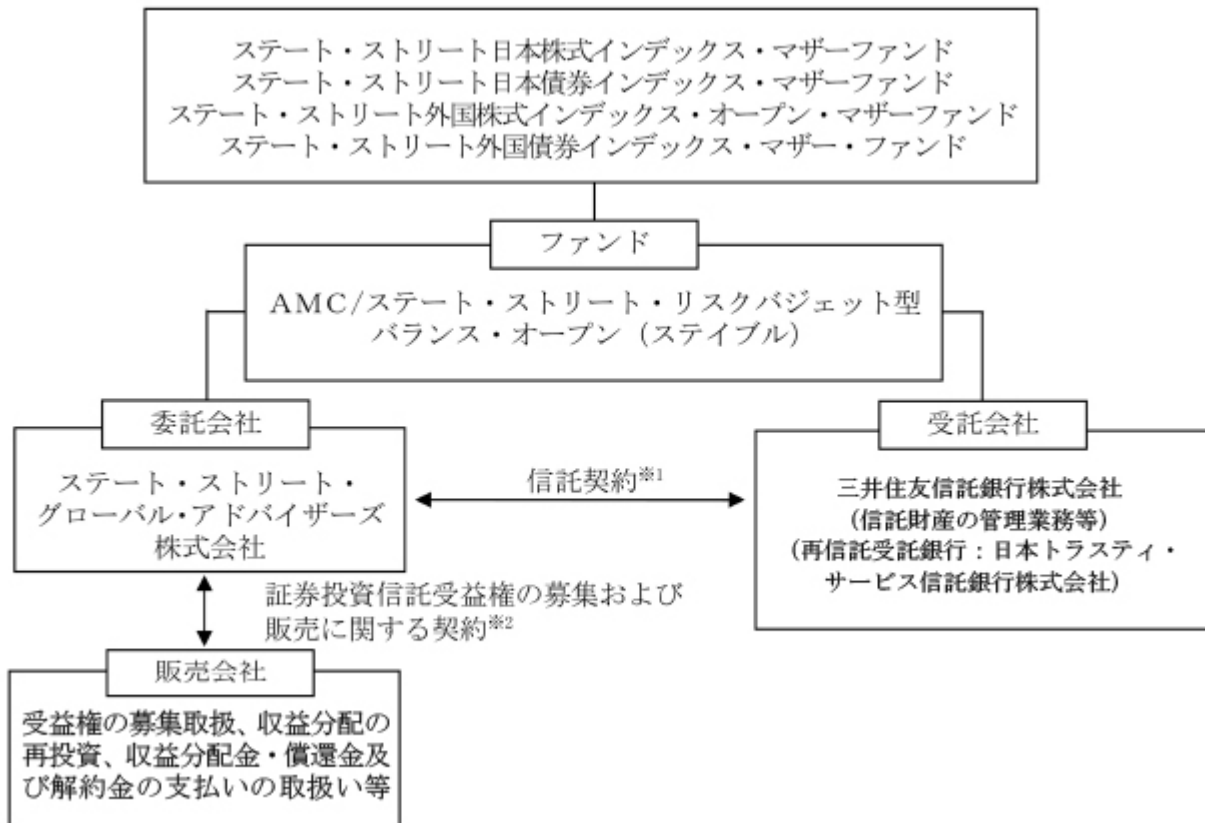 ステート・ストリート日本株式インデックス・マザーファンド
ステート・ストリート日本債券インデックス・マザーファンド
ステート・ストリート外国株式インデックス・オープン・マザーファンド
ステート・ストリート外国債券インデックス・マザー・ファンド
ファンド
AMC/ステート・ストリート・リスクバジェット型
バランス・オープン（ステイブル）
委託会社
ステート・ストリート・
グローバル・アドバイザーズ
株式会社
信託契約※1
受託会社
三井住友信託銀行株式会社
（信託財産の管理業務等）
（再信託受託銀行：日本トラスティ・
サービス信託銀行株式会社）
証券投資信託受益権の募集および
販売に関する契約※2
販売会社
受益権の募集取扱、収益分配の
再投資、収益分配金・償還金及
び解約金の支払いの取扱い等